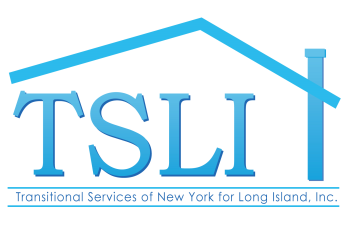 TSLI
Transitional Services of New York for Long Island, Inc.